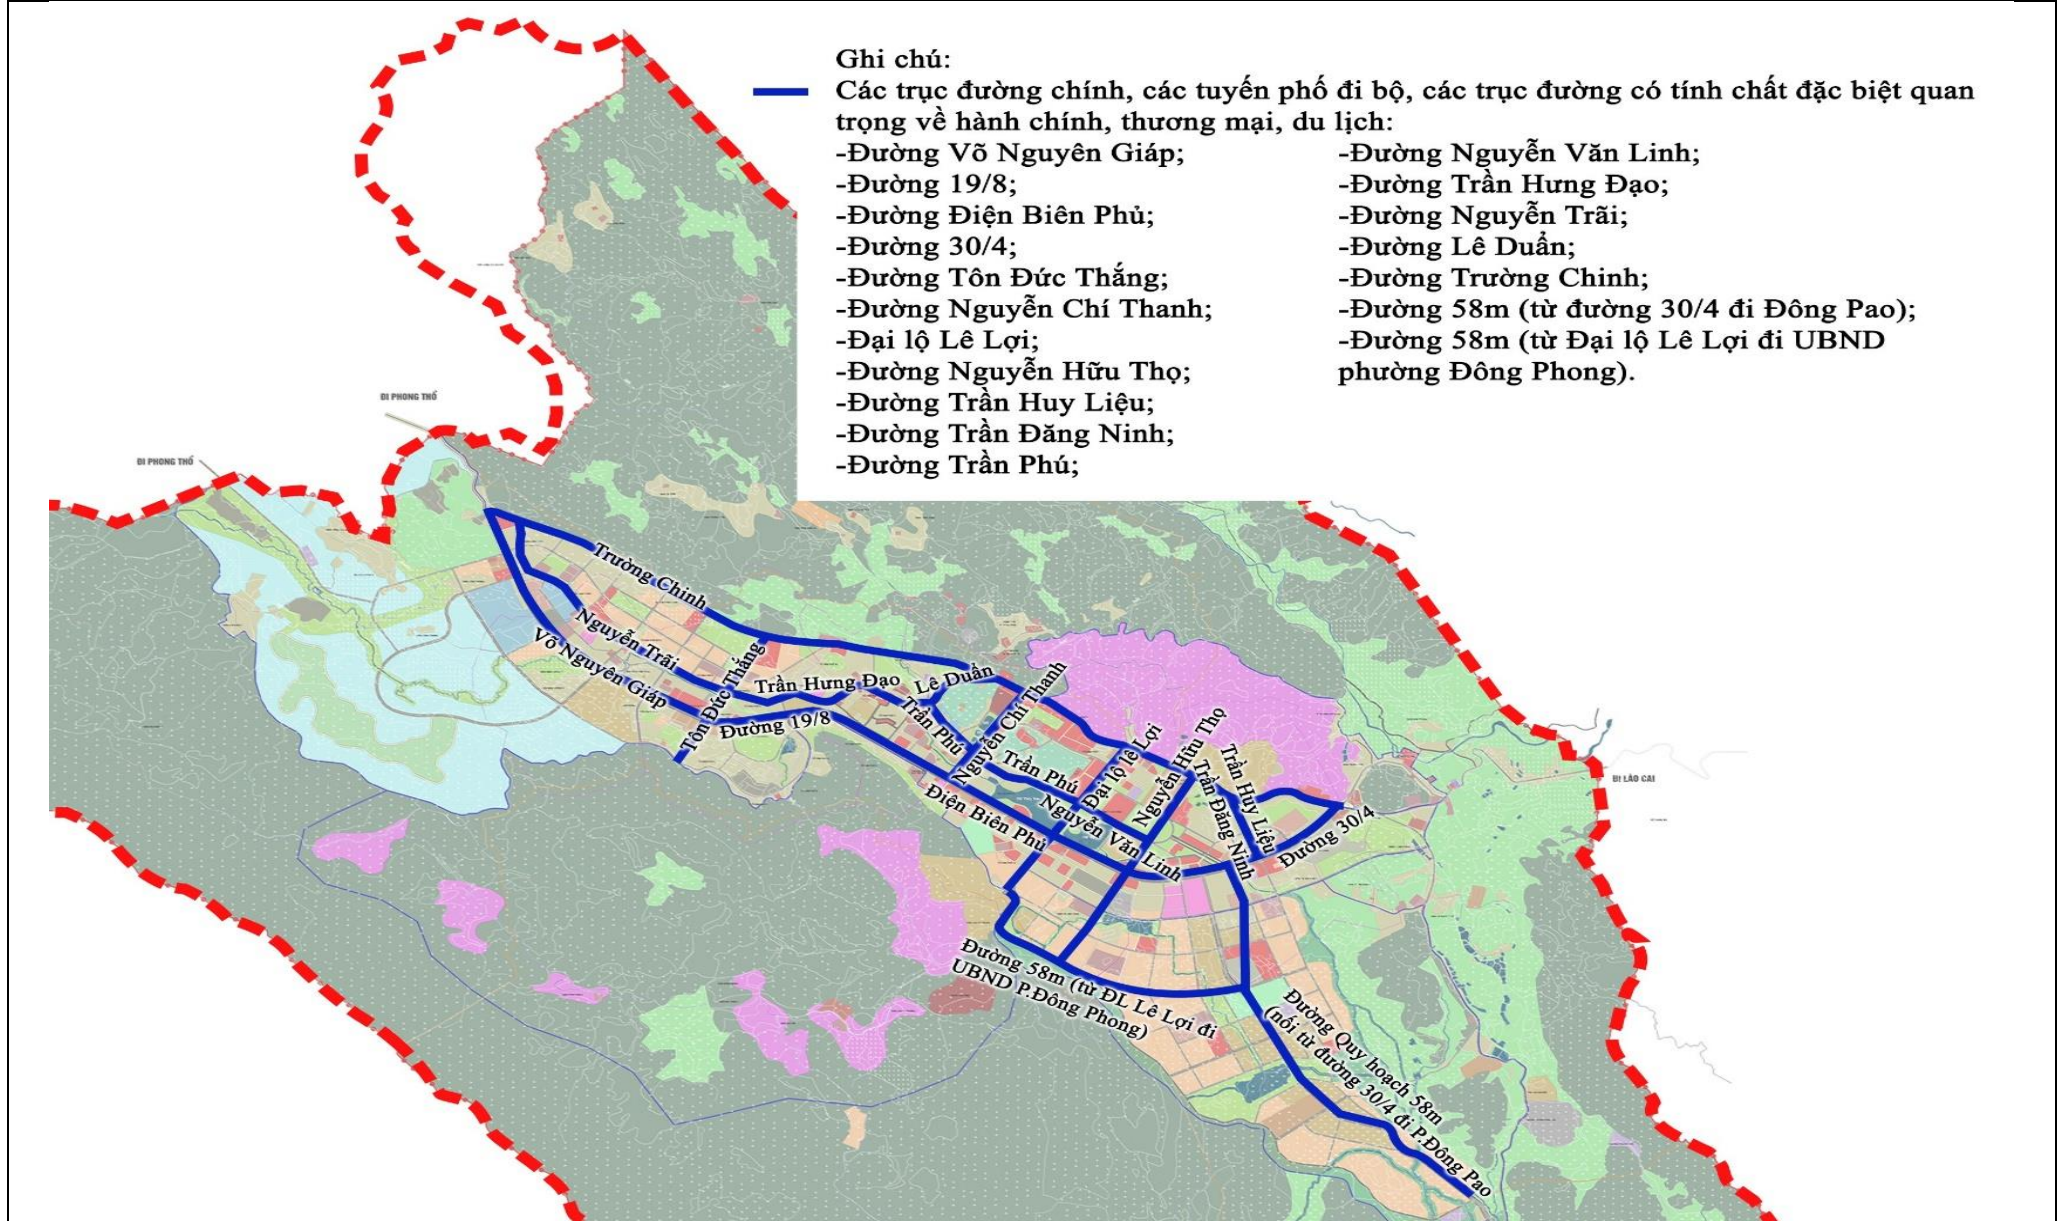 Ghi chú:
Các trục đường chính, các tuyến phố đi bộ, các trục đường có tính chất đặc biệt quan
trọng về hành chính, thương mại, du lịch:
-Đường Võ Nguyên Giáp;
-Đường 19/8;
-Đường Điện Biên Phủ;
-Đường 30/4;
-Đường Tôn Đức Thắng;
-Đường Nguyễn Chí Thanh;
-Đại lộ Lê Lợi;
-Đường Nguyễn Hữu Thọ;
-Đường Trần Huy Liệu;
-Đường Trần Đăng Ninh;
-Đường Trần Phú;
-Đường Nguyễn Văn Linh;
-Đường Trần Hưng Đạo;
-Đường Nguyễn Trãi;
-Đường Lê Duẩn;
-Đường Trường Chinh;
-Đường 58m (từ đường 30/4 đi Đông Pao);
-Đường 58m (từ Đại lộ Lê Lợi đi UBND
phường Đông Phong).
ĐI PHONG THỔ
ĐI PHONG THỔ
Trường Chinh
Nguyễn Trãi
Võ Nguyên Giáp
Tôn Đức Thắng
Trần Hưng Đạo
Lê Duẩn
Đường 19/8
Trần Phú
Nguyễn Chí Thanh
Trần Phú
Đại lộ lê Lợi
Nguyễn Hữu Thọ
Trần Huy Liệu
Trần Đăng Ninh
ĐI LÀO CAI
Điện Biên Phủ
Nguyễn Văn Linh
Đường 30/4
Đường 58m (từ ĐL Lê Lợi đi
UBND P.Đông Phong)
Đường Quy hoạch 58m
(nối từ đường 30/4 đi P.Đông Pao